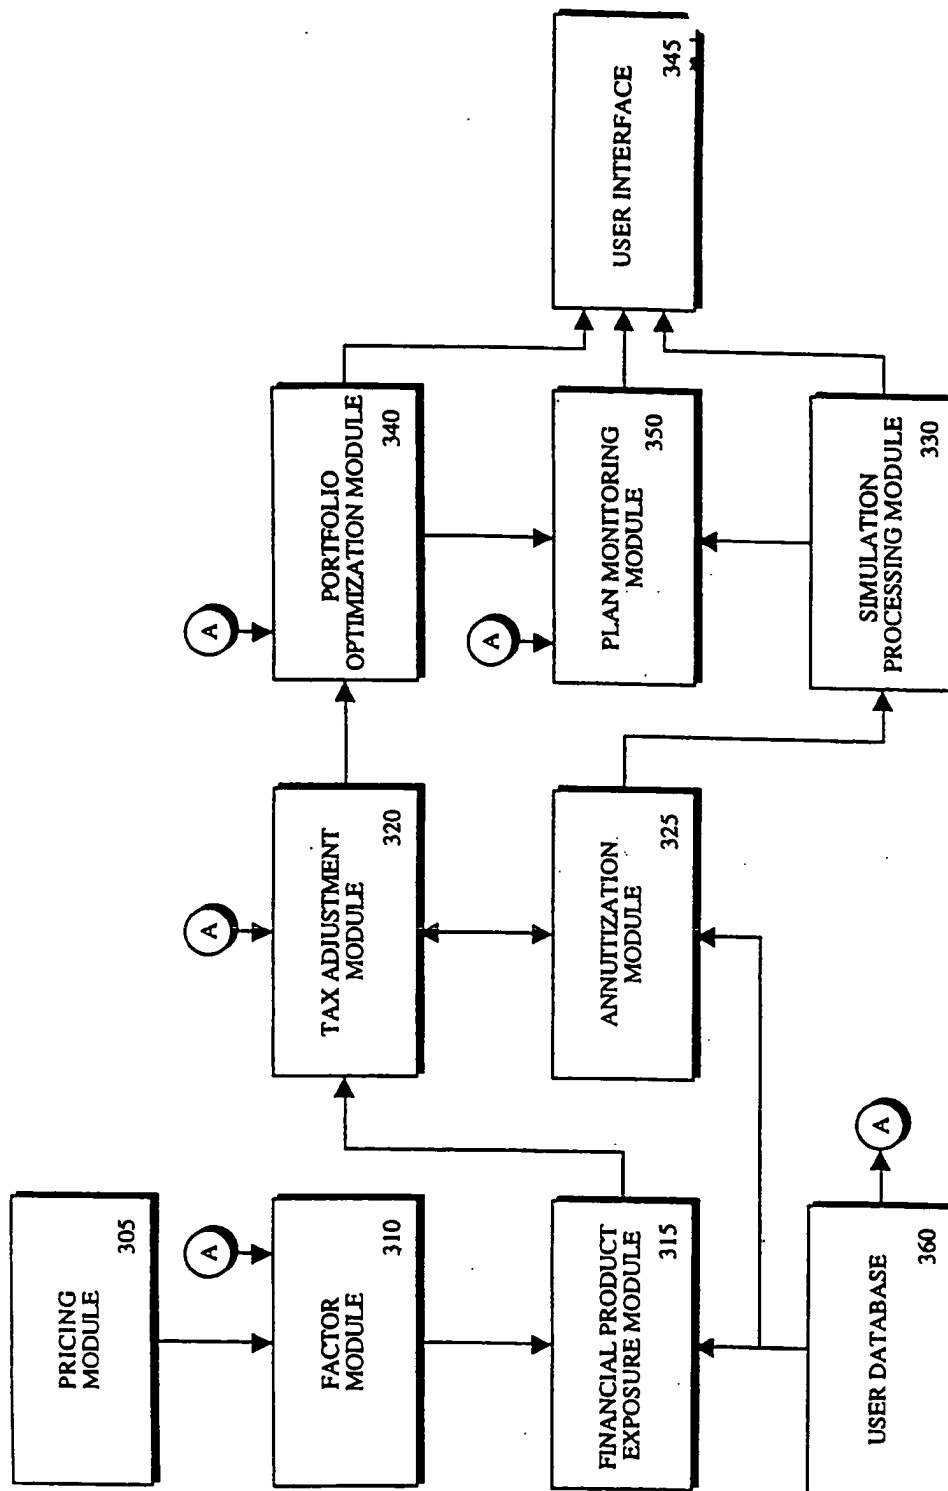 PRICING
MODULE
305
FACTOR
MODULE
310
A
FINANCIAL PRODUCT
EXPOSURE MODULE
315
USER DATABASE
360
A
TAX ADJUSTMENT
MODULE
320
A
ANNUITIZATION
MODULE
325
PORTFOLIO
OPTIMIZATION MODULE
340
A
PLAN MONITORING
MODULE
350
A
SIMULATION
PROCESSING MODULE
330
USER INTERFACE
345